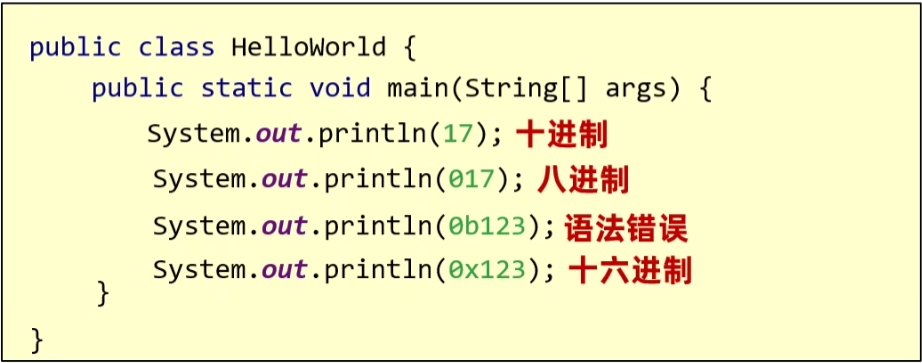 public class HelloWorld {
public static void main(String[] args) {
System.out.println(17); 十进制
System.out.println(017); 八进制
System.out.println(0b123); 语法错误
System.out.println(0x123); 十六进制
}
}